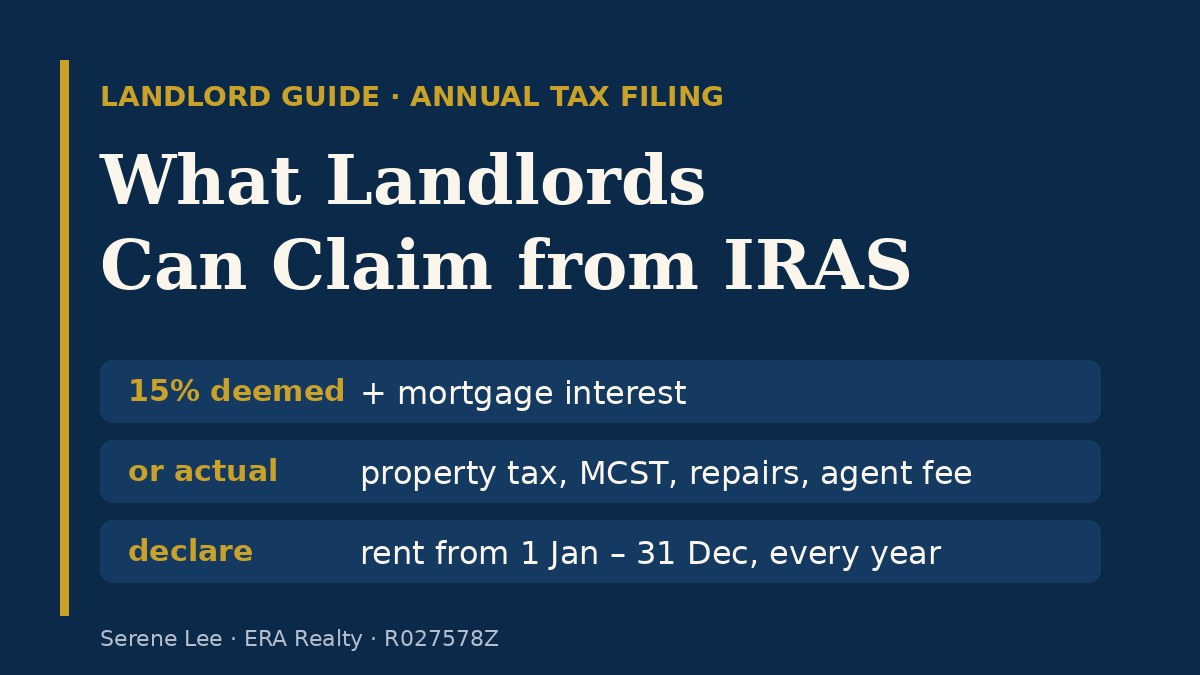 LANDLORD GUIDE · ANNUAL TAX FILING
What Landlords
Can Claim from IRAS
15% deemed + mortgage interest
or actual property tax, MCST, repairs, agent fee
declare rent from 1 Jan – 31 Dec, every year
Serene Lee · ERA Realty · R027578Z